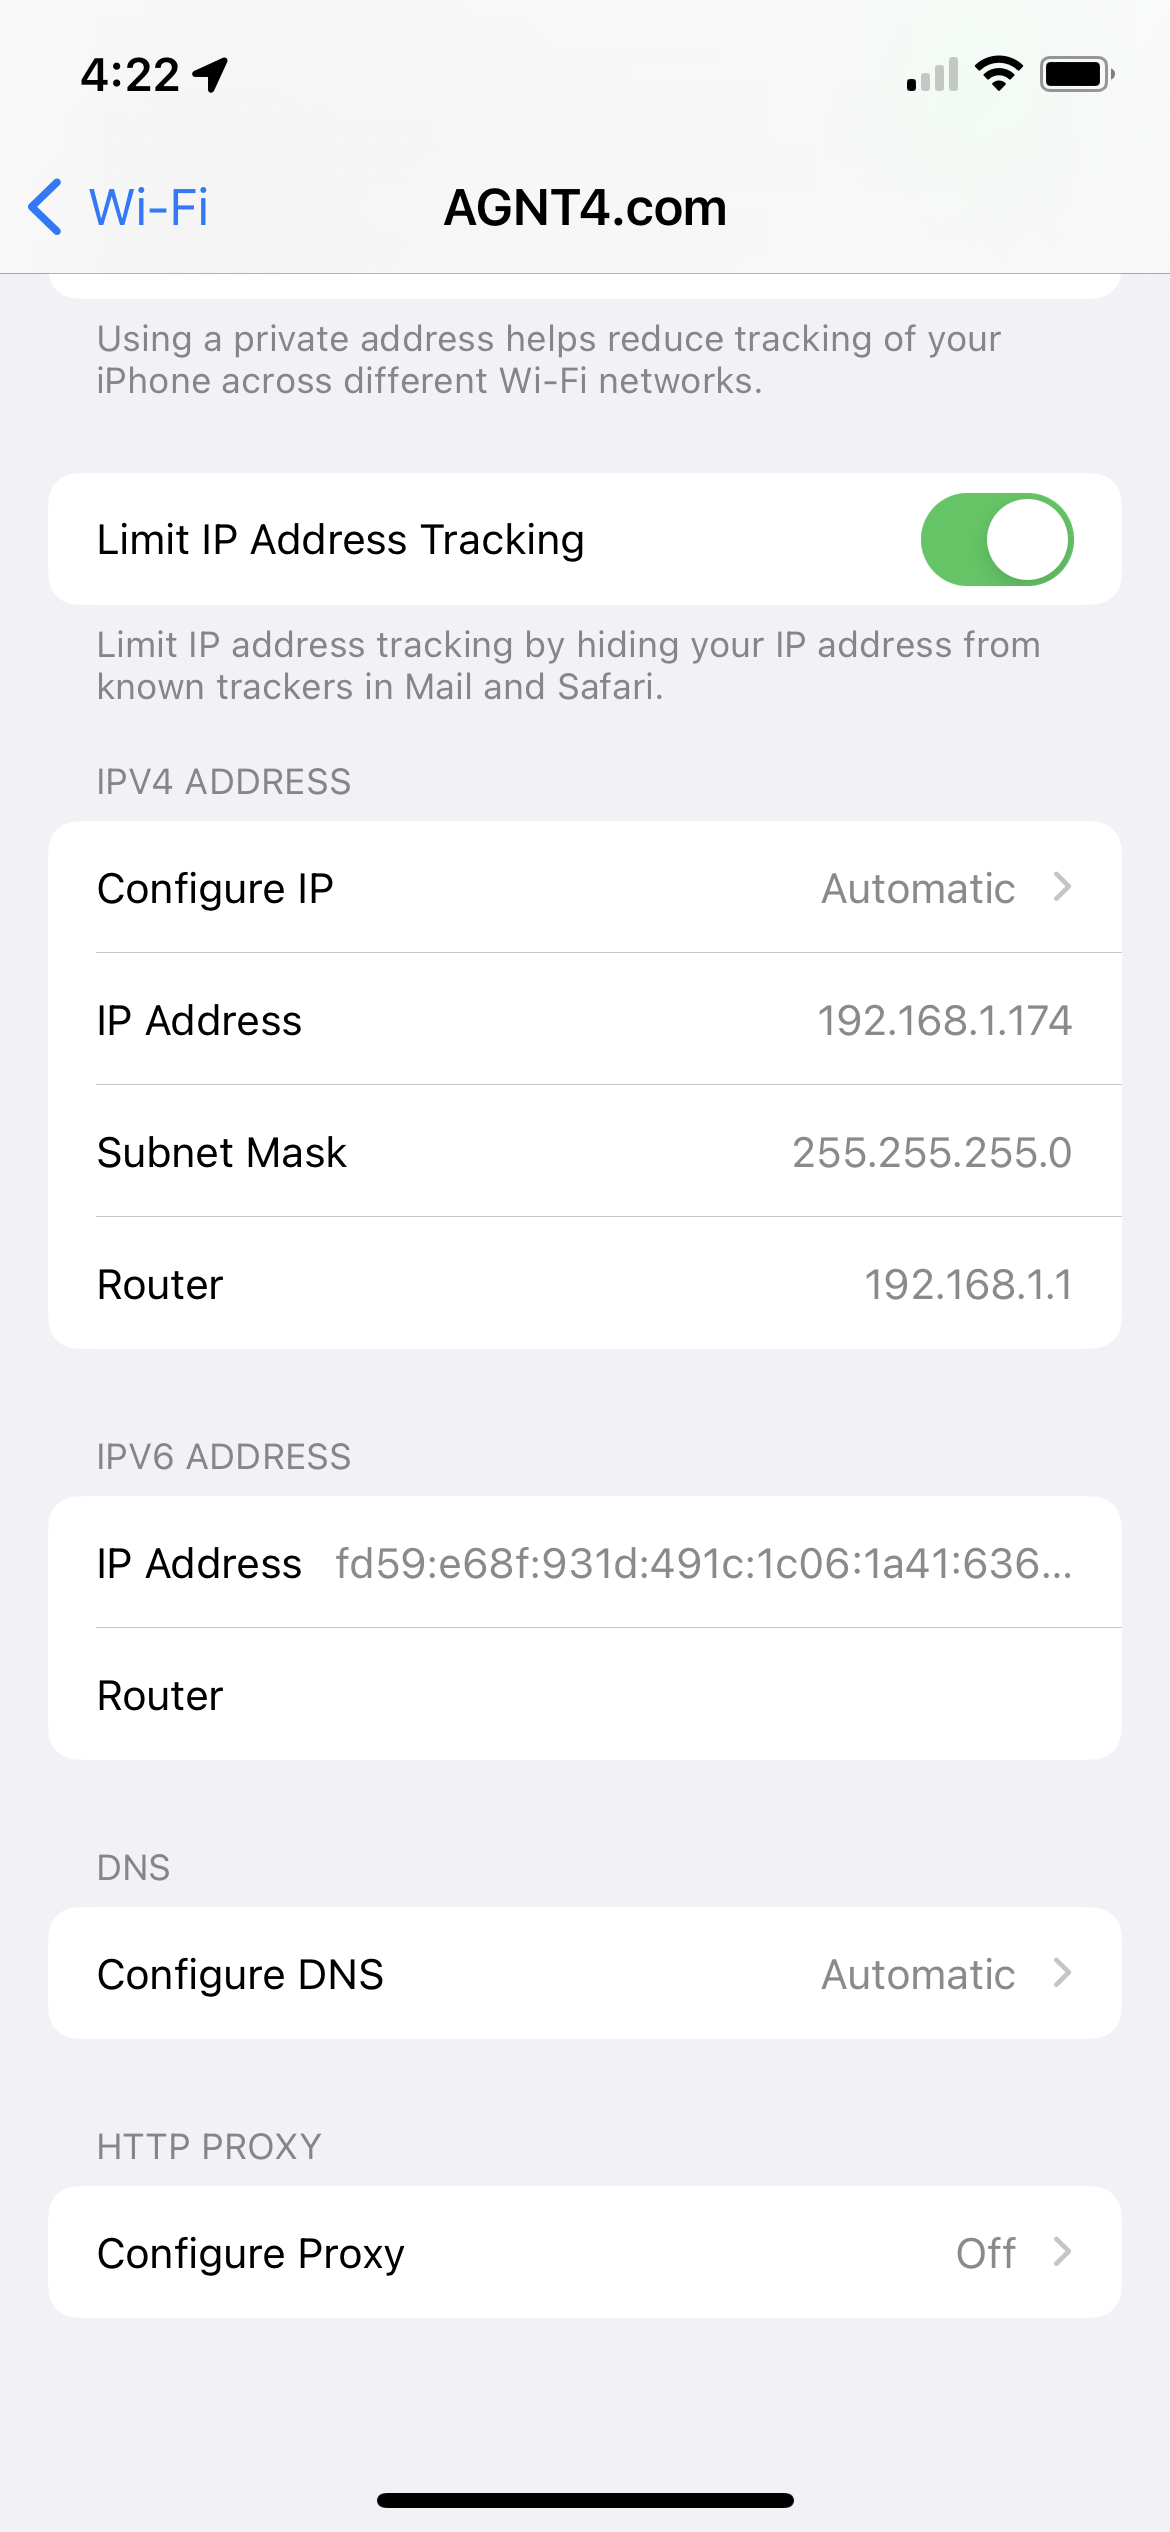 4:22
Wi-Fi
AGNT4.com
Using a private address helps reduce tracking of your
iPhone across different Wi-Fi networks.
Limit IP Address Tracking
Limit IP address tracking by hiding your IP address from
known trackers in Mail and Safari.
IPV4 ADDRESS
Configure IP Automatic
IP Address 192.168.1.174
Subnet Mask 255.255.255.0
Router 192.168.1.1
IPV6 ADDRESS
IP Address fd59:e68f:931d:491c:1c06:1a41:636...
Router
DNS
Configure DNS Automatic
HTTP PROXY
Configure Proxy Off